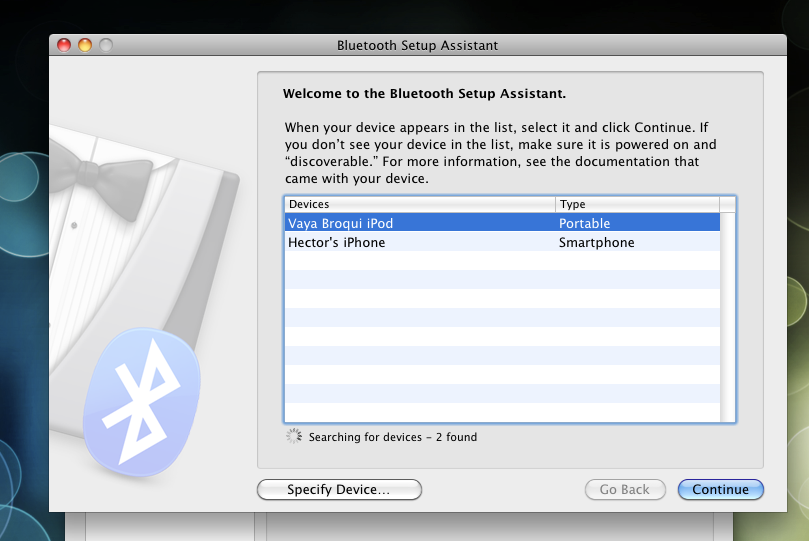 Bluetooth Setup Assistant
Welcome to the Bluetooth Setup Assistant.
When your device appears in the list, select it and click Continue. If
you don’t see your device in the list, make sure it is powered on and
“discoverable.” For more information, see the documentation that
came with your device.
Devices Type
Vaya Broqui iPod Portable
Hector's iPhone Smartphone
Searching for devices – 2 found
Specify Device... Go Back Continue